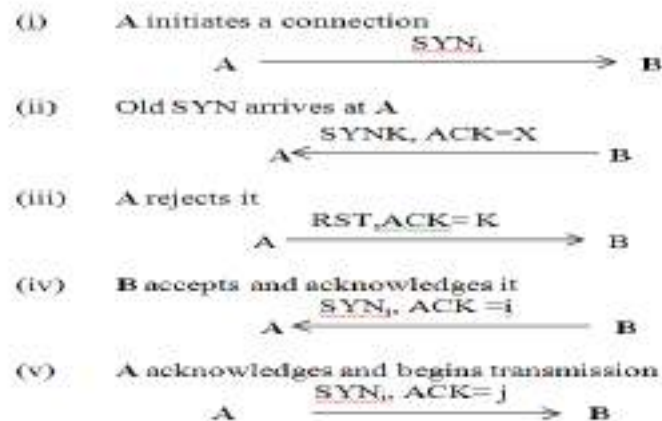 (i) A initiates a connection
SYNi
A B
(ii) Old SYN arrives at A
SYNK, ACK=X
A B
(iii) A rejects it
RST,ACK= K
A B
(iv) B accepts and acknowledges it
SYNj, ACK =i
A B
(v) A acknowledges and begins transmission
SYNi, ACK= j
A B